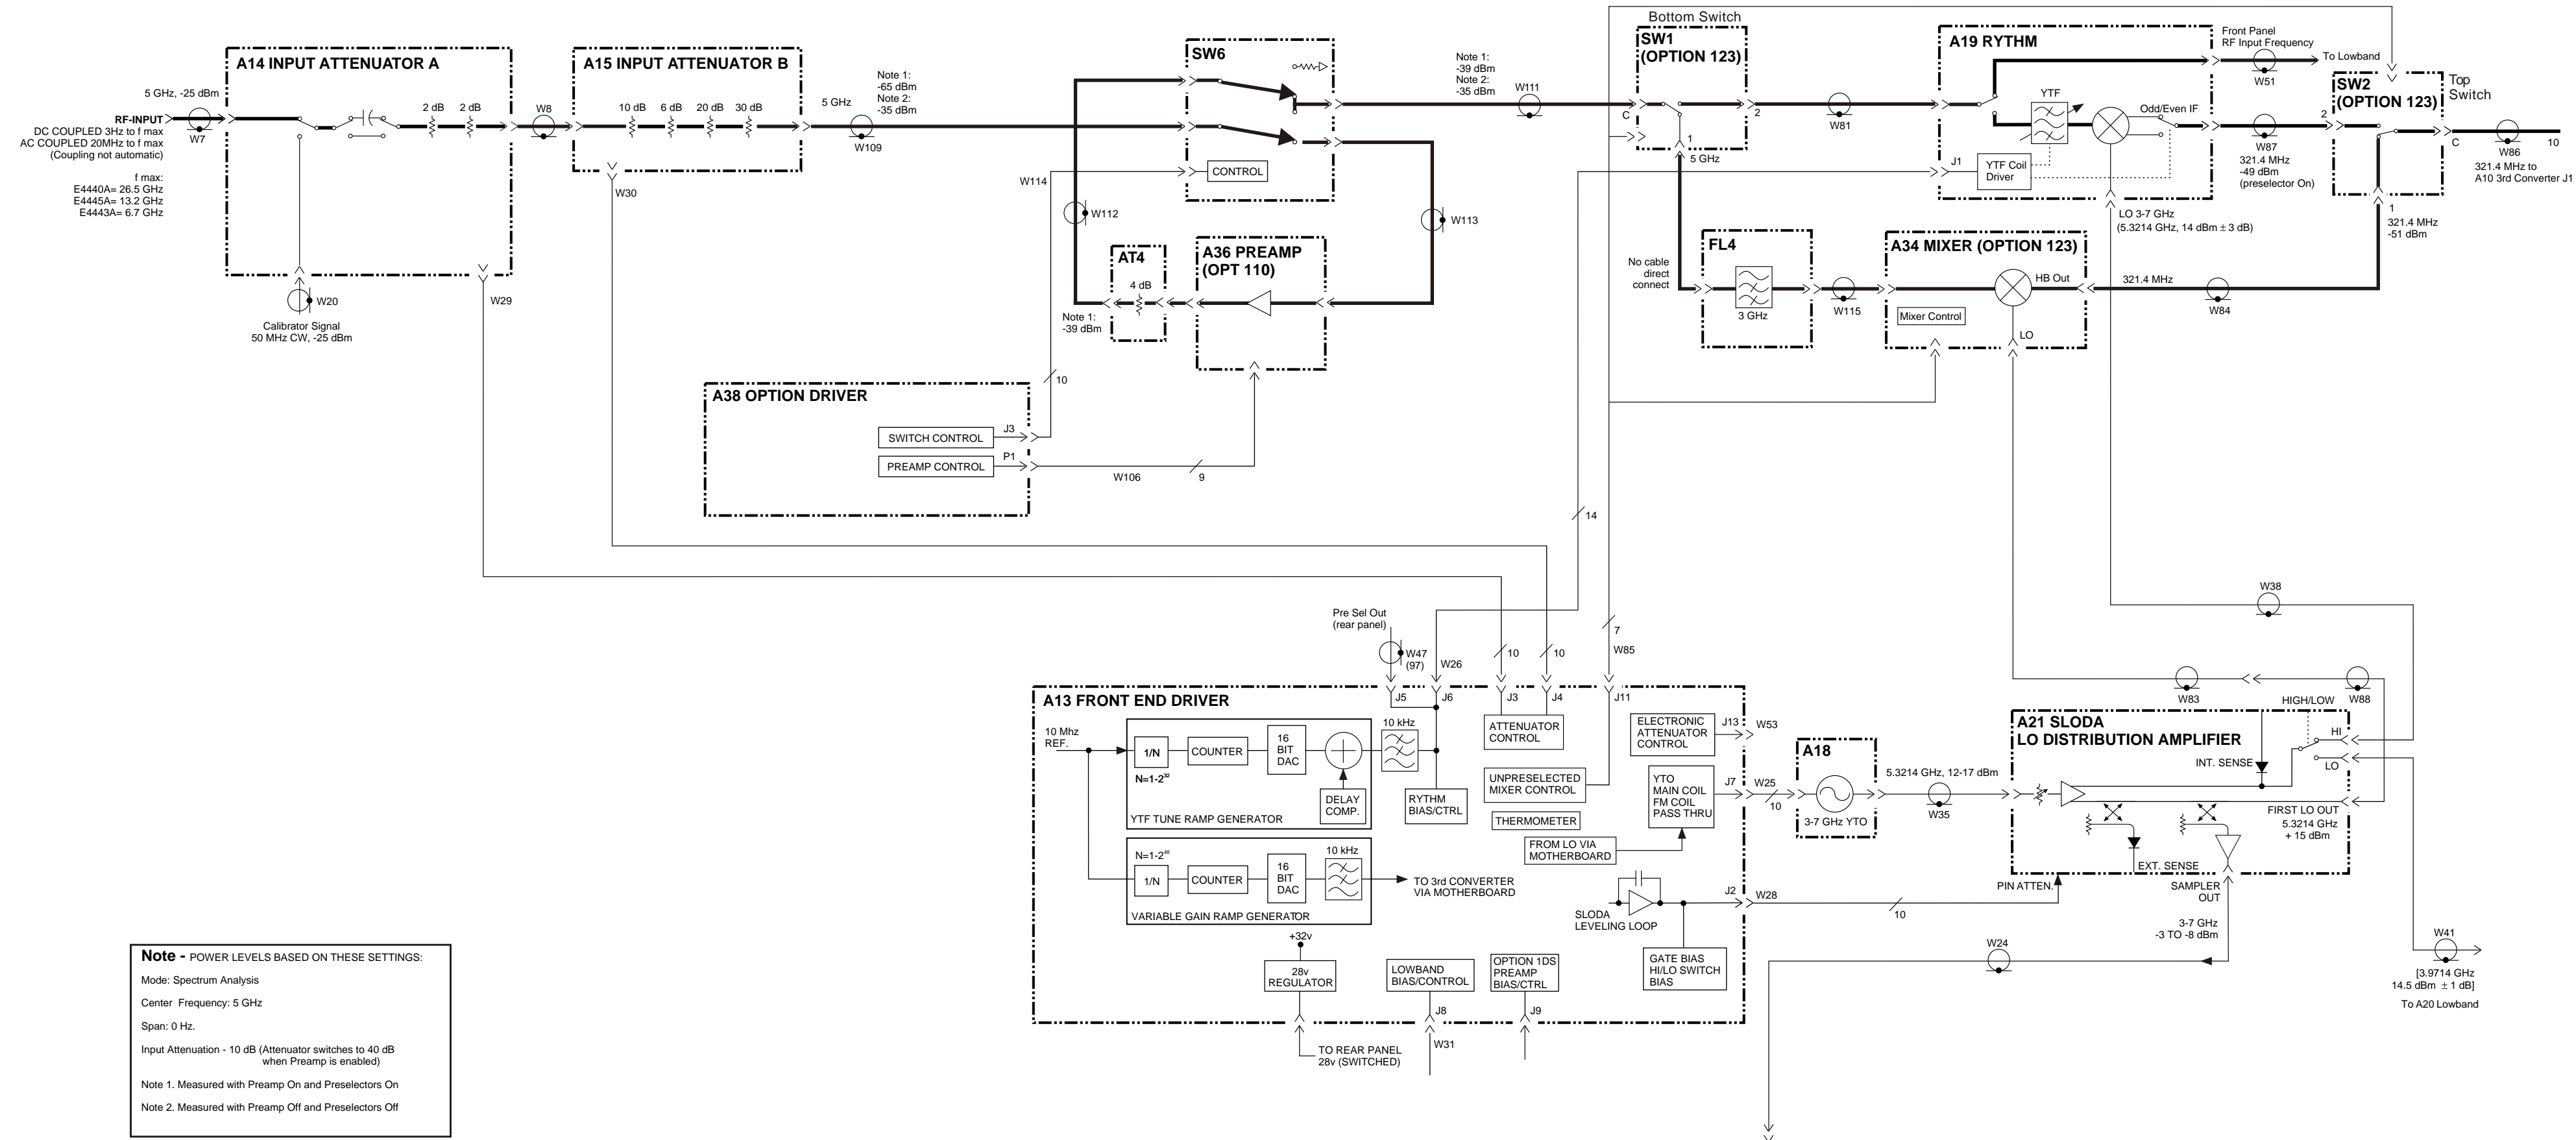 Bottom Switch
A14 INPUT ATTENUATOR A
5 GHz, -25 dBm
RF-INPUT
DC COUPLED 3Hz to f max
AC COUPLED 20MHz to f max
(Coupling not automatic)
f max:
E4440A= 26.5 GHz
E4445A= 13.2 GHz
E4443A= 6.7 GHz
W7
2 dB
2 dB
W8
W20
Calibrator Signal
50 MHz CW, -25 dBm
W29
A15 INPUT ATTENUATOR B
10 dB
6 dB
20 dB
30 dB
W30
5 GHz
Note 1:
-65 dBm
Note 2:
-35 dBm
W109
SW6
CONTROL
W114
W112
W113
AT4
4 dB
Note 1:
-39 dBm
A36 PREAMP
(OPT 110)
Note 1:
-39 dBm
Note 2:
-35 dBm
W111
SW1
(OPTION 123)
C
1
2
5 GHz
W81
A19 RYTHM
YTF
Odd/Even IF
J1
YTF Coil
Driver
LO 3-7 GHz
(5.3214 GHz, 14 dBm ± 3 dB)
Front Panel
RF Input Frequency
To Lowband
W51
W87
321.4 MHz
-49 dBm
(preselector On)
SW2
(OPTION 123)
Top
Switch
2
C
1
321.4 MHz
-51 dBm
W86
10
321.4 MHz to
A10 3rd Converter J1
No cable
direct
connect
FL4
3 GHz
W115
A34 MIXER (OPTION 123)
HB Out
Mixer Control
LO
321.4 MHz
W84
A38 OPTION DRIVER
SWITCH CONTROL
J3
PREAMP CONTROL
P1
10
W106
9
14
Pre Sel Out
(rear panel)
W47
(97)
W26
10
10
7
W85
W38
W83
W88
A13 FRONT END DRIVER
J5
J6
J3
J4
J11
10 Mhz
REF.
1/N
N=1-2³²
COUNTER
16
BIT
DAC
DELAY
COMP.
10 kHz
YTF TUNE RAMP GENERATOR
RYTHM
BIAS/CTRL
N=1-2⁴⁸
1/N
COUNTER
16
BIT
DAC
10 kHz
VARIABLE GAIN RAMP GENERATOR
TO 3rd CONVERTER
VIA MOTHERBOARD
ATTENUATOR
CONTROL
UNPRESELECTED
MIXER CONTROL
THERMOMETER
FROM LO VIA
MOTHERBOARD
ELECTRONIC
ATTENUATOR
CONTROL
J13
W53
YTO
MAIN COIL
FM COIL
PASS THRU
J7
W25
10
SLODA
LEVELING LOOP
J2
W28
10
GATE BIAS
HI/LO SWITCH
BIAS
+32v
28v
REGULATOR
TO REAR PANEL
28v (SWITCHED)
LOWBAND
BIAS/CONTROL
J8
W31
OPTION 1DS
PREAMP
BIAS/CTRL
J9
A18
3-7 GHz YTO
5.3214 GHz, 12-17 dBm
W35
HIGH/LOW
A21 SLODA
LO DISTRIBUTION AMPLIFIER
HI
LO
INT. SENSE
FIRST LO OUT
5.3214 GHz
+ 15 dBm
EXT. SENSE
PIN ATTEN.
SAMPLER
OUT
3-7 GHz
-3 TO -8 dBm
W24
W41
[3.9714 GHz
14.5 dBm ± 1 dB]
To A20 Lowband
Note - POWER LEVELS BASED ON THESE SETTINGS:
Mode: Spectrum Analysis
Center Frequency: 5 GHz
Span: 0 Hz.
Input Attenuation - 10 dB (Attenuator switches to 40 dB
when Preamp is enabled)
Note 1. Measured with Preamp On and Preselectors On
Note 2. Measured with Preamp Off and Preselectors Off